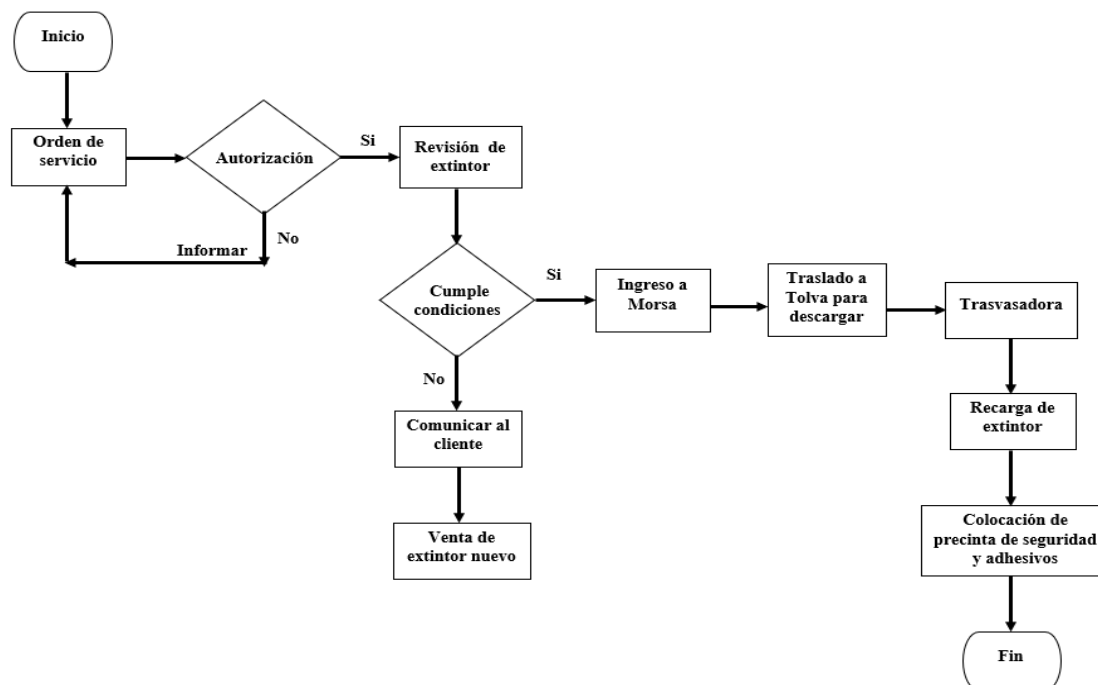 Inicio
Orden de
servicio
Autorización
Si
Revisión de
extintor
No
Informar
Cumple
condiciones
Si
Ingreso a
Morsa
Traslado a
Tolva para
descargar
Trasvasadora
No
Comunicar al
cliente
Venta de
extintor nuevo
Recarga de
extintor
Colocación de
precinta de seguridad
y adhesivos
Fin